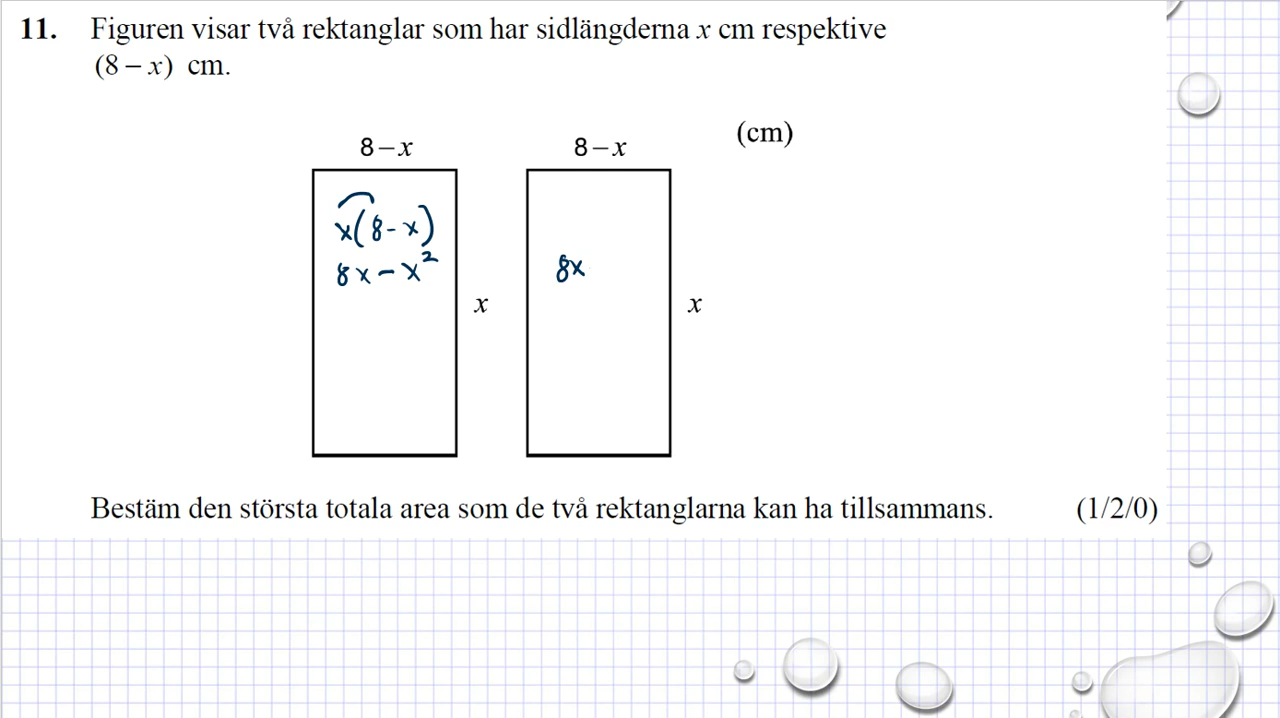 11. Figuren visar två rektanglar som har sidlängderna x cm respektive
(8 – x) cm.
8 – x
8 – x
(cm)
x(8 - x)
8x - x²
8x
x
x
Bestäm den största totala area som de två rektanglarna kan ha tillsammans. (1/2/0)